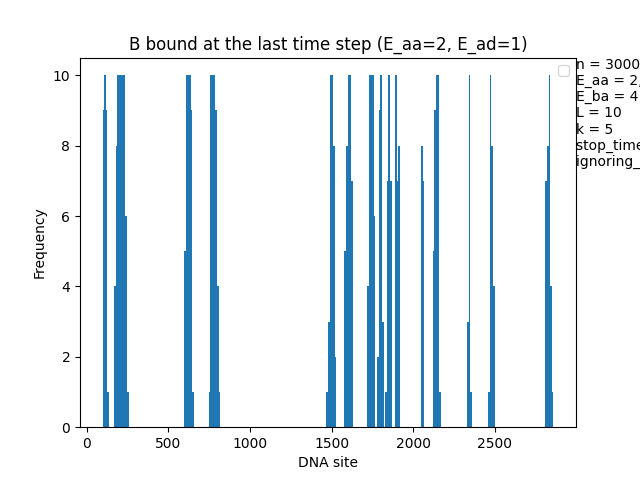 B bound at the last time step (E_aa=2, E_ad=1)
n = 3000
E_aa = 2,
E_ba = 4
L = 10
k = 5
stop_time
ignoring_
Frequency
10
8
6
4
2
0
0 500 1000 1500 2000 2500
DNA site